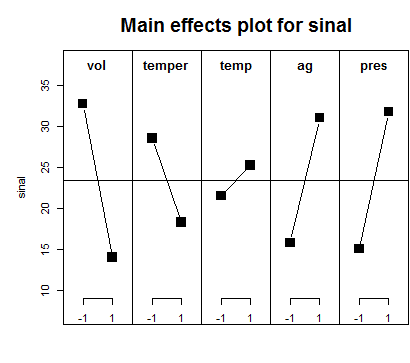 Main effects plot for sinal
vol temper temp ag pres
35
30
25
20
15
10
sinal
-1 1 -1 1 -1 1 -1 1 -1 1